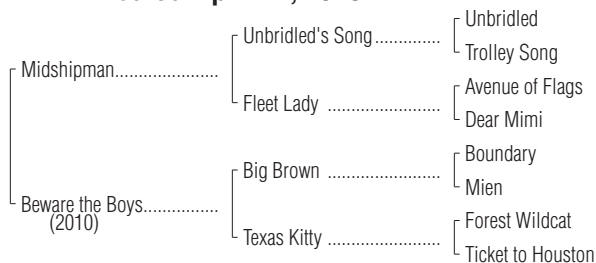 Unbridled
Unbridled's Song..............
Trolley Song
Midshipman......................
Avenue of Flags
Fleet Lady ........................
Dear Mimi
Boundary
Big Brown ........................
Mien
Beware the Boys................
(2010)
Forest Wildcat
Texas Kitty ........................
Ticket to Houston